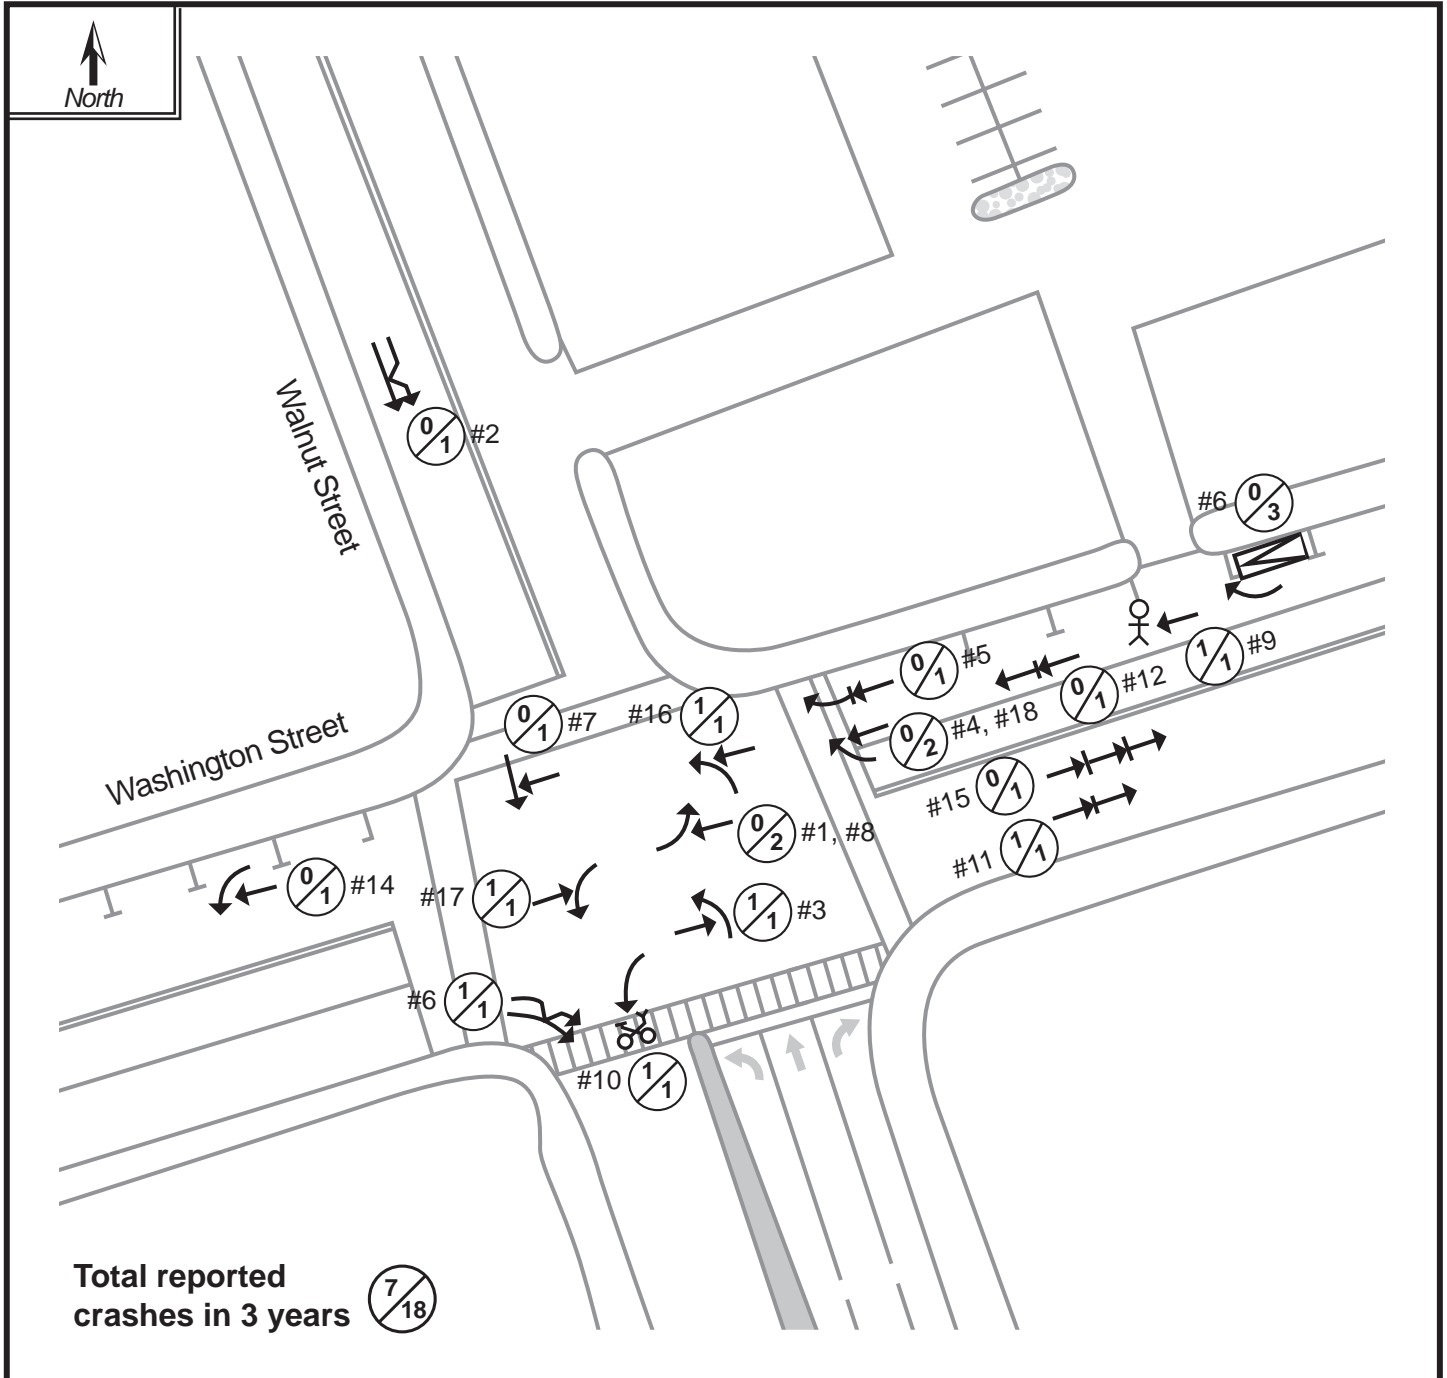 North
Walnut Street
0/1 #2
#6 0/3
1/1 #9
0/1 #5
0/1 #12
0/1 #7
#16 1/1
0/2 #4, #18
Washington Street
#15 0/1
0/2 #1, #8
#11 1/1
0/1 #14
#17 1/1
1/1 #3
#6 1/1
#10 1/1
Total reported
crashes in 3 years 7/18